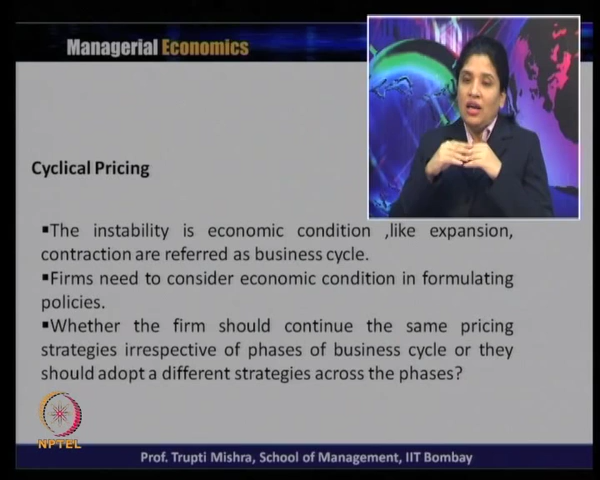 Managerial Economics
Cyclical Pricing
▪The instability is economic condition ,like expansion,
contraction are referred as business cycle.
▪Firms need to consider economic condition in formulating
policies.
▪Whether the firm should continue the same pricing
strategies irrespective of phases of business cycle or they
should adopt a different strategies across the phases?
NPTEL
Prof. Trupti Mishra, School of Management, IIT Bombay